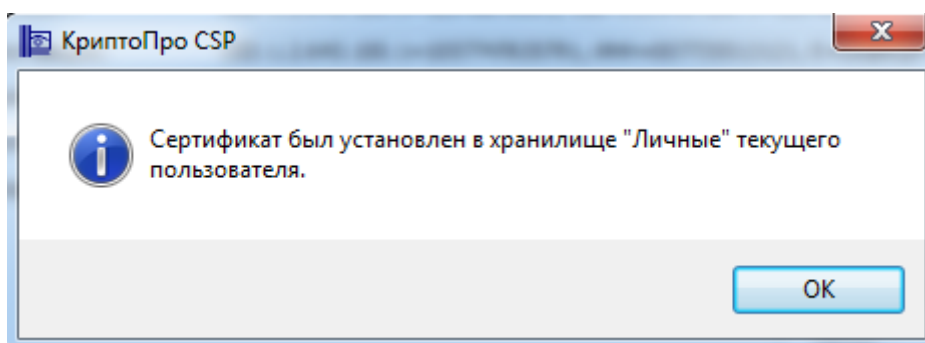 КриптоПро CSP
Сертификат был установлен в хранилище "Личные" текущего
пользователя.
OK